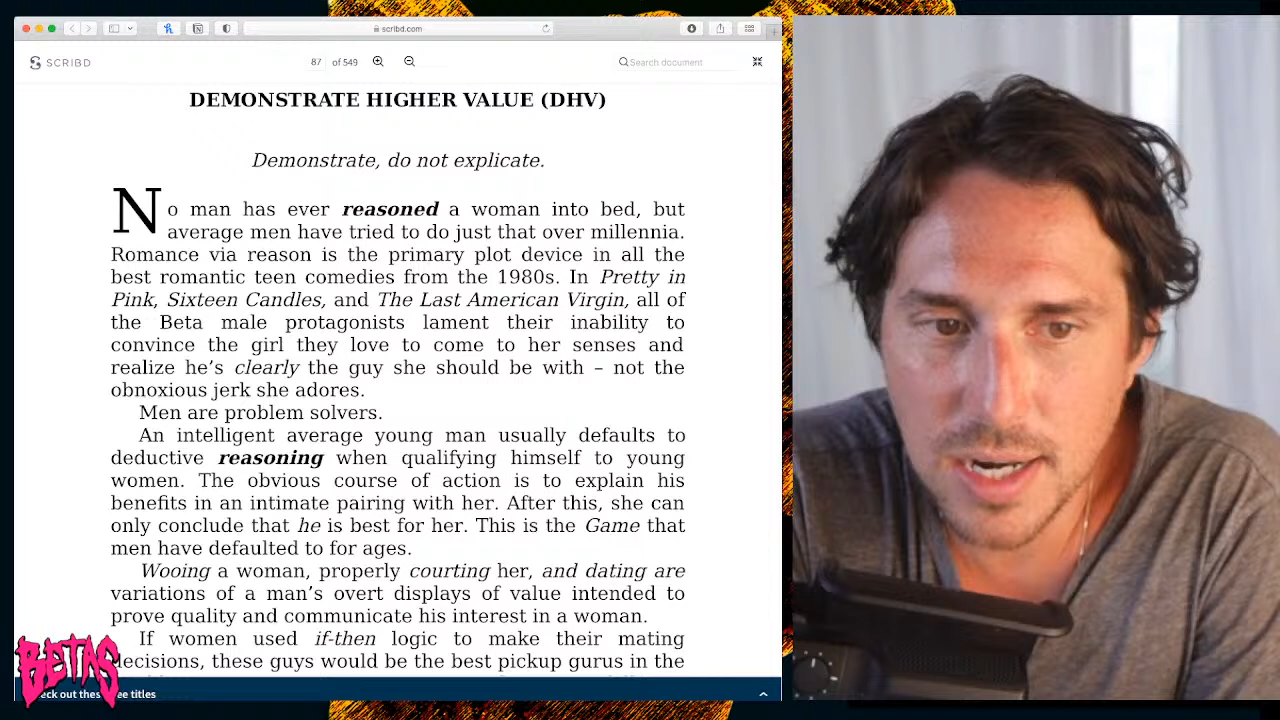 scribd.com
SCRIBD
87 of 549
Search document
DEMONSTRATE HIGHER VALUE (DHV)
Demonstrate, do not explicate.
No man has ever reasoned a woman into bed, but
average men have tried to do just that over millennia.
Romance via reason is the primary plot device in all the
best romantic teen comedies from the 1980s. In Pretty in
Pink, Sixteen Candles, and The Last American Virgin, all of
the Beta male protagonists lament their inability to
convince the girl they love to come to her senses and
realize he’s clearly the guy she should be with – not the
obnoxious jerk she adores.
Men are problem solvers.
An intelligent average young man usually defaults to
deductive reasoning when qualifying himself to young
women. The obvious course of action is to explain his
benefits in an intimate pairing with her. After this, she can
only conclude that he is best for her. This is the Game that
men have defaulted to for ages.
Wooing a woman, properly courting her, and dating are
variations of a man’s overt displays of value intended to
prove quality and communicate his interest in a woman.
If women used if-then logic to make their mating
decisions, these guys would be the best pickup gurus in the
BETAS
titles